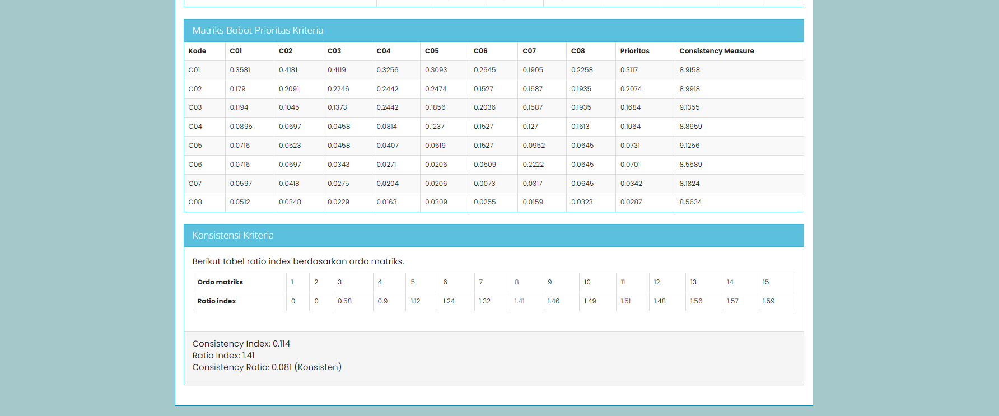 Matriks Bobot Prioritas Kriteria
Kode C01 C02 C03 C04 C05 C06 C07 C08 Prioritas Consistency Measure
C01 0.3581 0.4181 0.4119 0.3256 0.3093 0.2545 0.1905 0.2258 0.3117 8.9158
C02 0.179 0.2091 0.2746 0.2442 0.2474 0.1527 0.1587 0.1935 0.2074 8.9918
C03 0.1194 0.1045 0.1373 0.2442 0.1856 0.2036 0.1587 0.1935 0.1684 9.1355
C04 0.0895 0.0697 0.0458 0.0814 0.1237 0.1527 0.127 0.1613 0.1064 8.8959
C05 0.0716 0.0523 0.0458 0.0407 0.0619 0.1527 0.0952 0.0645 0.0731 9.1256
C06 0.0716 0.0697 0.0343 0.0271 0.0206 0.0509 0.2222 0.0645 0.0701 8.5589
C07 0.0597 0.0418 0.0275 0.0204 0.0206 0.0073 0.0317 0.0645 0.0342 8.1824
C08 0.0512 0.0348 0.0229 0.0163 0.0309 0.0255 0.0159 0.0323 0.0287 8.5634
Konsistensi Kriteria
Berikut tabel ratio index berdasarkan ordo matriks.
Ordo matriks 1 2 3 4 5 6 7 8 9 10 11 12 13 14 15
Ratio index 0 0 0.58 0.9 1.12 1.24 1.32 1.41 1.46 1.49 1.51 1.48 1.56 1.57 1.59
Consistency Index: 0.114
Ratio Index: 1.41
Consistency Ratio: 0.081 (Konsisten)